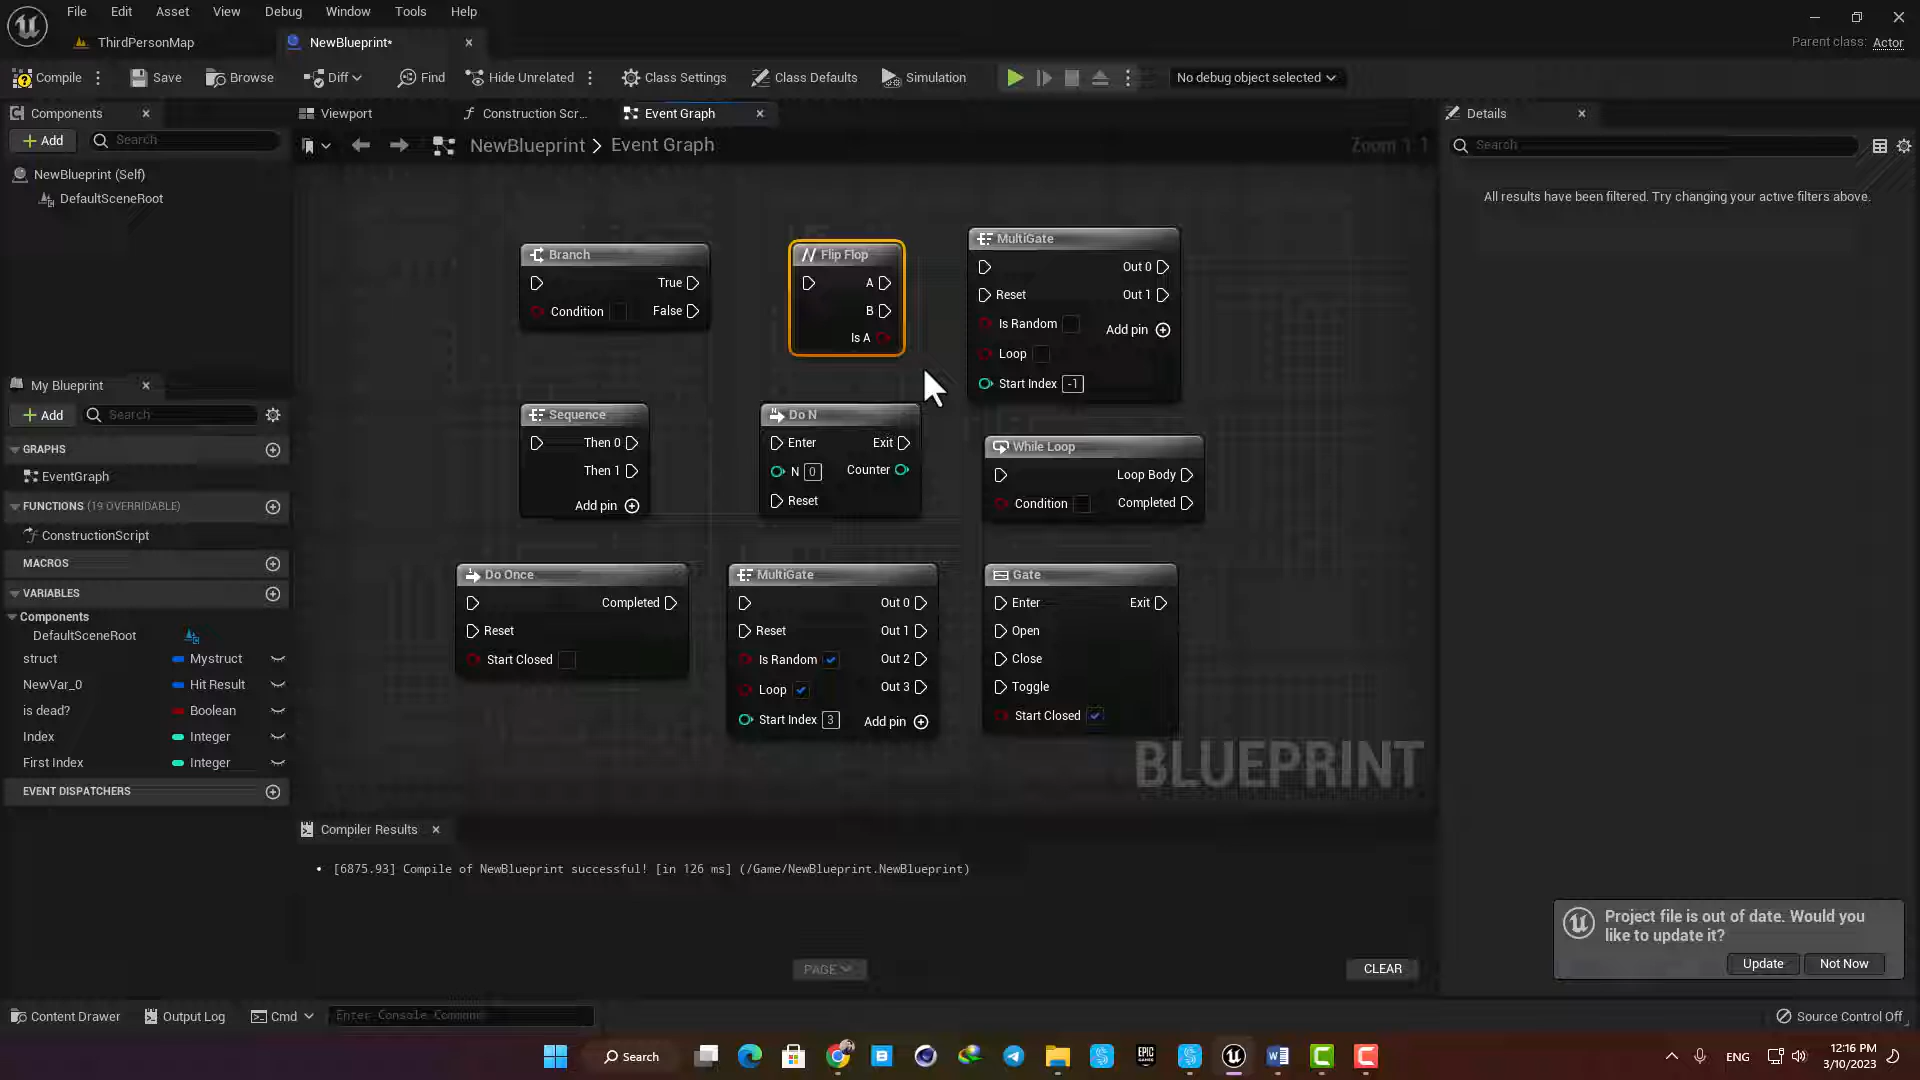 File Edit Asset View Debug Window Tools Help
ThirdPersonMap
NewBlueprint*
Parent class: Actor
Compile Save Browse Diff Find Hide Unrelated Class Settings Class Defaults Simulation No debug object selected
Components
Add Search
NewBlueprint (Self)
DefaultSceneRoot
My Blueprint
Add Search
GRAPHS
EventGraph
FUNCTIONS (19 OVERRIDABLE)
ConstructionScript
MACROS
VARIABLES
Components
DefaultSceneRoot
struct Mystruct
NewVar_0 Hit Result
is dead? Boolean
Index Integer
First Index Integer
EVENT DISPATCHERS
Viewport Construction Scr... Event Graph
NewBlueprint > Event Graph Zoom 1:1
Branch
True
Condition False
Flip Flop
A
B
Is A
MultiGate
Out 0
Reset Out 1
Is Random Add pin
Loop
Start Index -1
Sequence
Then 0
Then 1
Add pin
Do N
Enter Exit
N 0 Counter
Reset
While Loop
Loop Body
Condition Completed
Do Once
Completed
Reset
Start Closed
MultiGate
Out 0
Reset Out 1
Is Random Out 2
Loop Out 3
Start Index 3 Add pin
Gate
Enter Exit
Open
Close
Toggle
Start Closed
BLUEPRINT
Compiler Results
[6875.93] Compile of NewBlueprint successful! [in 126 ms] (/Game/NewBlueprint.NewBlueprint)
PAGE CLEAR
Details
Search
All results have been filtered. Try changing your active filters above.
Project file is out of date. Would you
like to update it?
Update Not Now
Content Drawer Output Log Cmd Enter Console Command Source Control Off
Search
EPIC GAMES
ENG
12:16 PM
3/10/2023